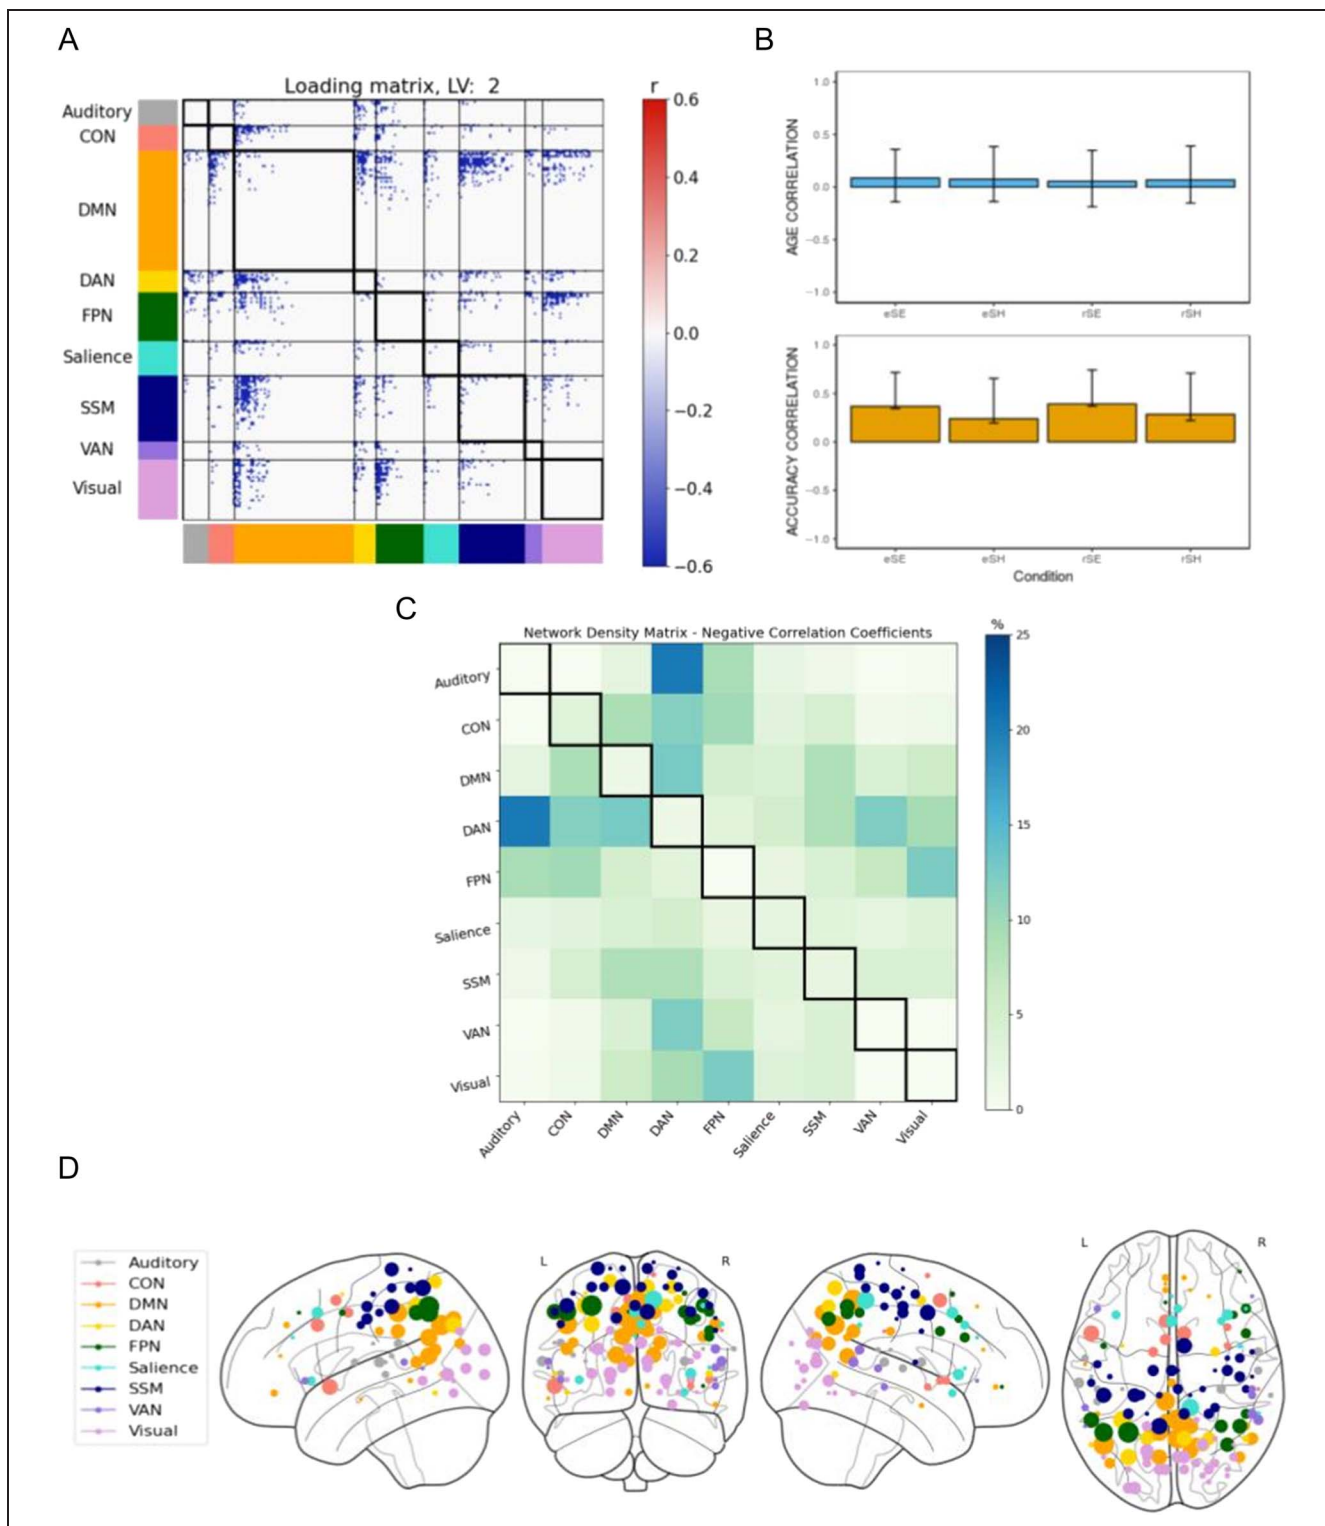 A
Loading matrix, LV: 2
r
Auditory
CON
DMN
DAN
FPN
Salience
SSM
VAN
Visual
0.6
0.4
0.2
0.0
−0.2
−0.4
−0.6
B
AGE CORRELATION
1.0
0.5
0.0
−0.5
−1.0
eSE eSH rSE rSH
ACCURACY CORRELATION
1.0
0.5
0.0
−0.5
−1.0
eSE eSH rSE rSH
Condition
C
Network Density Matrix - Negative Correlation Coefficients
%
Auditory
CON
DMN
DAN
FPN
Salience
SSM
VAN
Visual
Auditory CON DMN DAN FPN Salience SSM VAN Visual
25
20
15
10
5
0
D
Auditory
CON
DMN
DAN
FPN
Salience
SSM
VAN
Visual
L R
L R